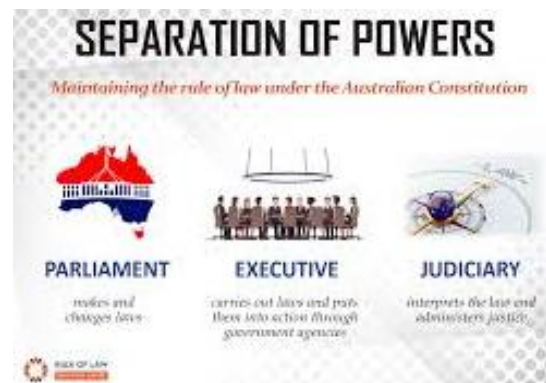 SEPARATION OF POWERS
Maintaining the rule of law under the Australian Constitution
PARLIAMENT
makes and
changes laws
EXECUTIVE
carries out laws and puts
them into action through
government agencies
JUDICIARY
interprets the law and
administers justice
RULE OF LAW